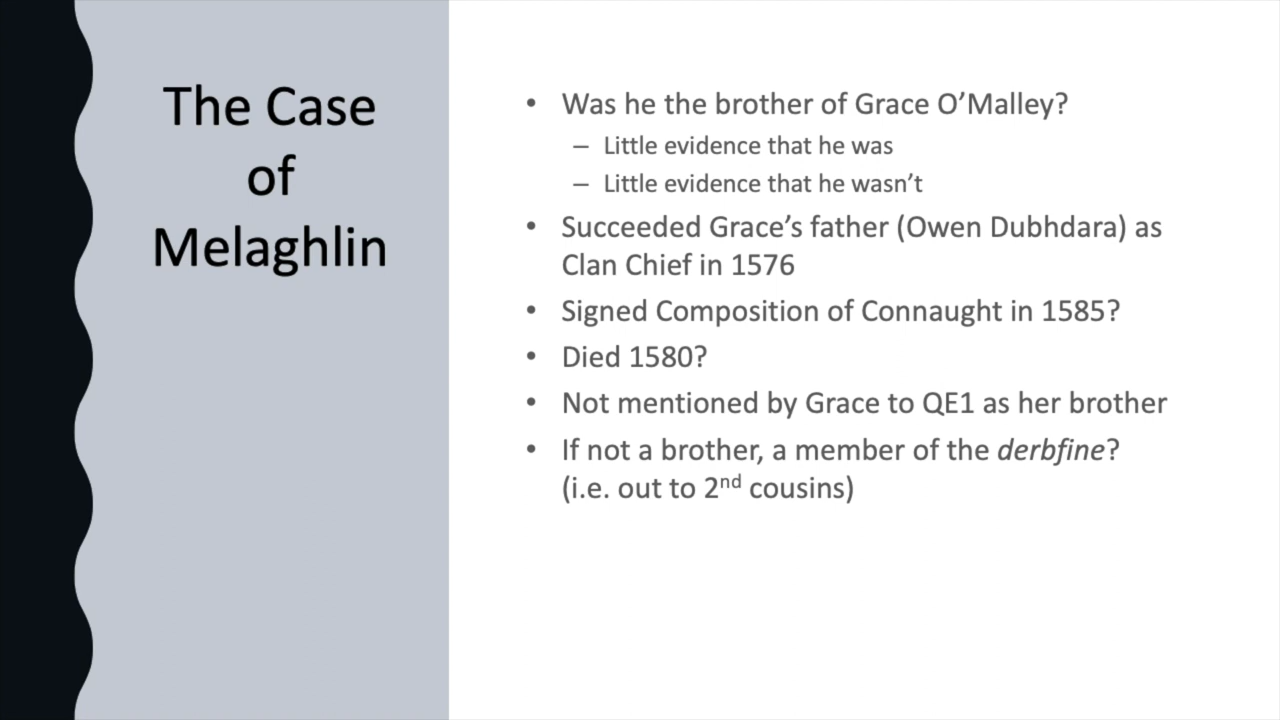 The Case
of
Melaghlin
• Was he the brother of Grace O’Malley?
– Little evidence that he was
– Little evidence that he wasn’t
• Succeeded Grace’s father (Owen Dubhdara) as
Clan Chief in 1576
• Signed Composition of Connaught in 1585?
• Died 1580?
• Not mentioned by Grace to QE1 as her brother
• If not a brother, a member of the derbfine?
(i.e. out to 2nd cousins)